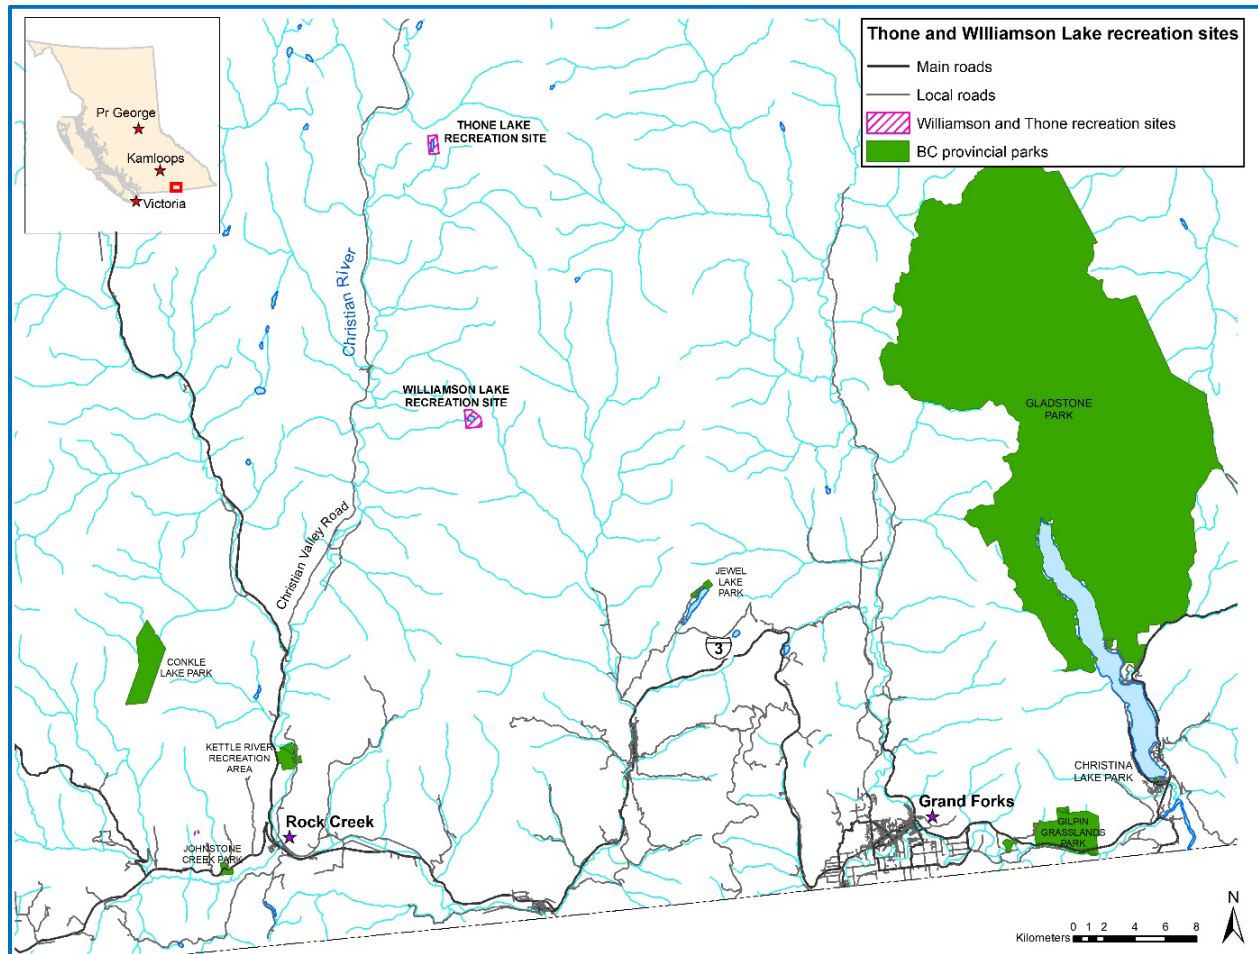 Thone and WIlliamson Lake recreation sites
Main roads
Local roads
Williamson and Thone recreation sites
BC provincial parks
Pr George
Kamloops
Victoria
THONE LAKE
RECREATION SITE
Christian River
WILLIAMSON LAKE
RECREATION SITE
GLADSTONE
PARK
Christian Valley Road
JEWEL
LAKE
PARK
3
CONKLE
LAKE PARK
KETTLE RIVER
RECREATION
AREA
CHRISTINA
LAKE PARK
Rock Creek
Grand Forks
GILPIN
GRASSLANDS
PARK
JOHNSTONE
CREEK PARK
N
0 1 2 4 6 8
Kilometers